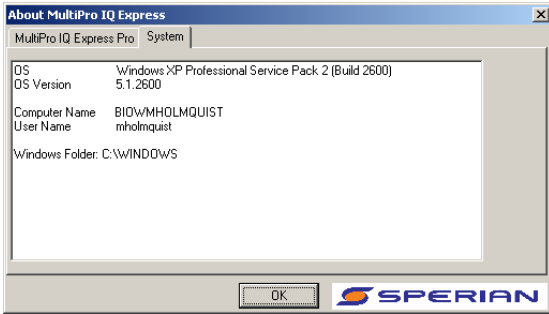 About MultiPro IQ Express
MultiPro IQ Express Pro System
OS Windows XP Professional Service Pack 2 (Build 2600)
OS Version 5.1.2600
Computer Name BIOWMHOLMQUIST
User Name mholmquist
Windows Folder: C:\WINDOWS
OK SPERIAN